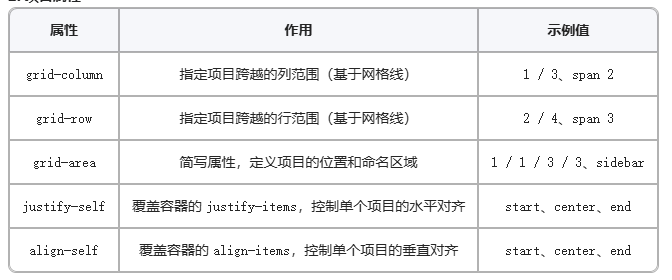 属性 作用 示例值
grid-column 指定项目跨越的列范围（基于网格线） 1 / 3、span 2
grid-row 指定项目跨越的行范围（基于网格线） 2 / 4、span 3
grid-area 简写属性，定义项目的位置和命名区域 1 / 1 / 3 / 3、sidebar
justify-self 覆盖容器的 justify-items，控制单个项目的水平对齐 start、center、end
align-self 覆盖容器的 align-items，控制单个项目的垂直对齐 start、center、end